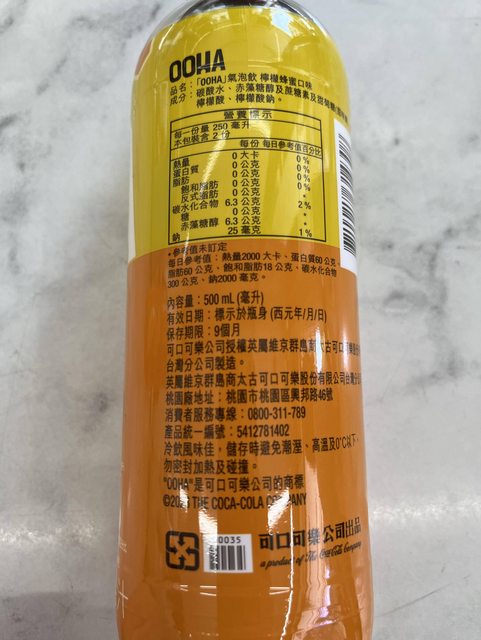 OOHA
品名：「OOHA」氣泡飲 檸檬蜂蜜口味
成分：碳酸水、赤藻糖醇及蔗糖素及甜菊糖
檸檬酸、檸檬酸鈉。
營養標示
每一份量 250 毫升
本包裝含 2 份
每份 每日參考值百分比
熱量 0 大卡 0 %
蛋白質 0 公克 0 %
脂肪 0 公克 0 %
飽和脂肪 0 公克 0 %
反式脂肪 0 公克 *
碳水化合物 6.3 公克 2 %
糖 0 公克 *
赤藻糖醇 6.3 公克 *
鈉 25 毫克 1 %
* 參考值未訂定
每日參考值：熱量2000 大卡、蛋白質60 公克、
脂肪60 公克、飽和脂肪18 公克、碳水化合物
300 公克、鈉2000 毫克。
內容量：500 mL (毫升)
有效日期：標示於瓶身 (西元年/月/日)
保存期限：9個月
可口可樂公司授權英屬維京群島商太古可口
台灣分公司製造。
英屬維京群島商太古可口可樂股份有限公司台灣
桃園廠地址：桃園市桃園區興邦路46號
消費者服務專線：0800-311-789
產品統一編號：5412781402
冷飲風味佳，儲存時避免潮溼、高溫及0°C以下、
勿密封加熱及碰撞。
"OOHA"是可口可樂公司的商標
THE COCA-COLA COMPANY
0035
可口可樂公司出品
a product of The Coca-Cola Company